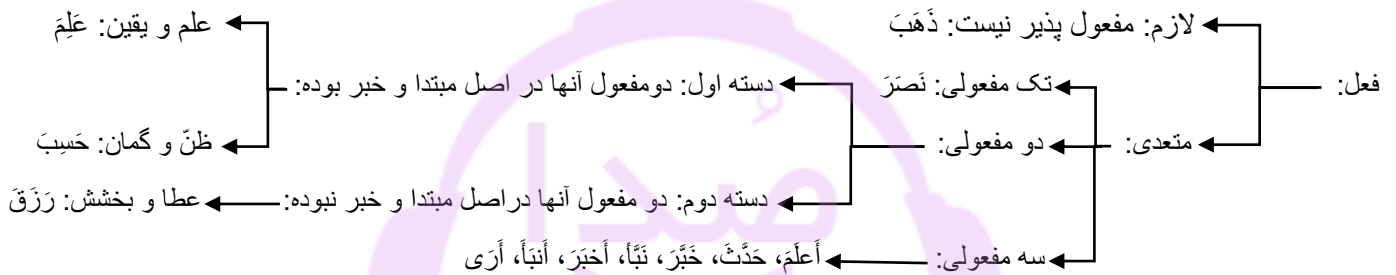 لازم: مفعول پذیر نیست: ذَهَبَ
علم و یقین: عَلِمَ
فعل:
تک مفعولی: نَصَرَ
دسته اول: دومفعول آنها در اصل مبتدا و خبر بوده:
متعدی:
دو مفعولی:
ظنّ و گمان: حَسِبَ
دسته دوم: دو مفعول آنها دراصل مبتدا و خبر نبوده:
عطا و بخشش: رَزَقَ
سه مفعولی:
أَعلَمَ، حَدَّثَ، خَبَّرَ، نَبَّأ، أَخبَرَ، أَنبَأَ، أَرَی
صُدا